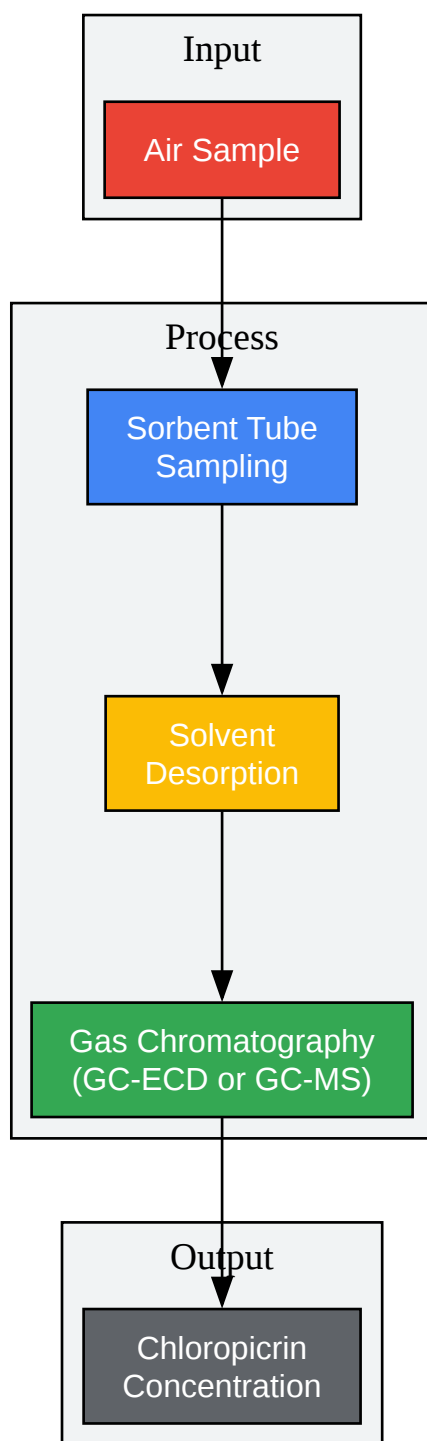 Input
Air Sample
Process
Sorbent Tube
Sampling
Solvent
Desorption
Gas Chromatography
(GC-ECD or GC-MS)
Output
Chloropicrin
Concentration